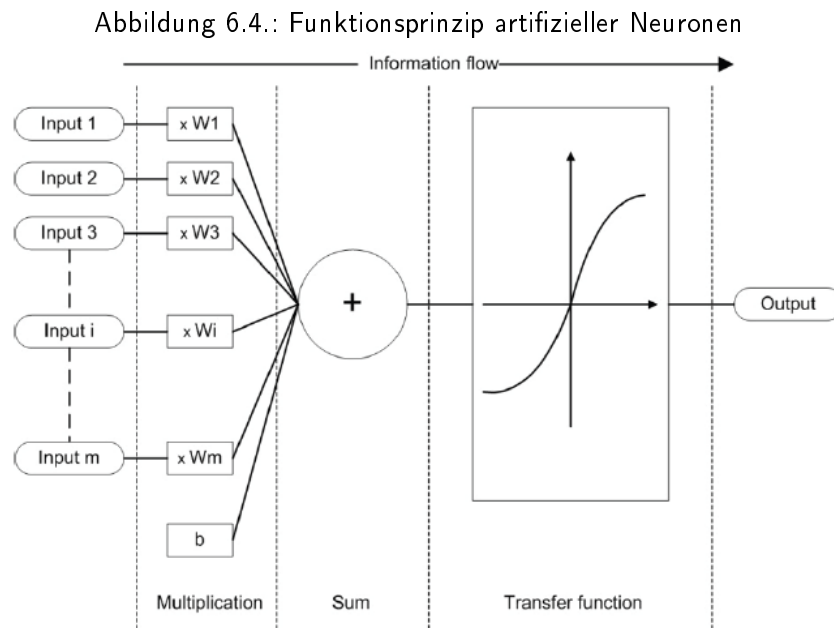 Abbildung 6.4.: Funktionsprinzip artifizieller Neuronen
Information flow
Input 1
x W1
Input 2
x W2
Input 3
x W3
+
Input i
x Wi
Output
Input m
x Wm
b
Multiplication
Sum
Transfer function